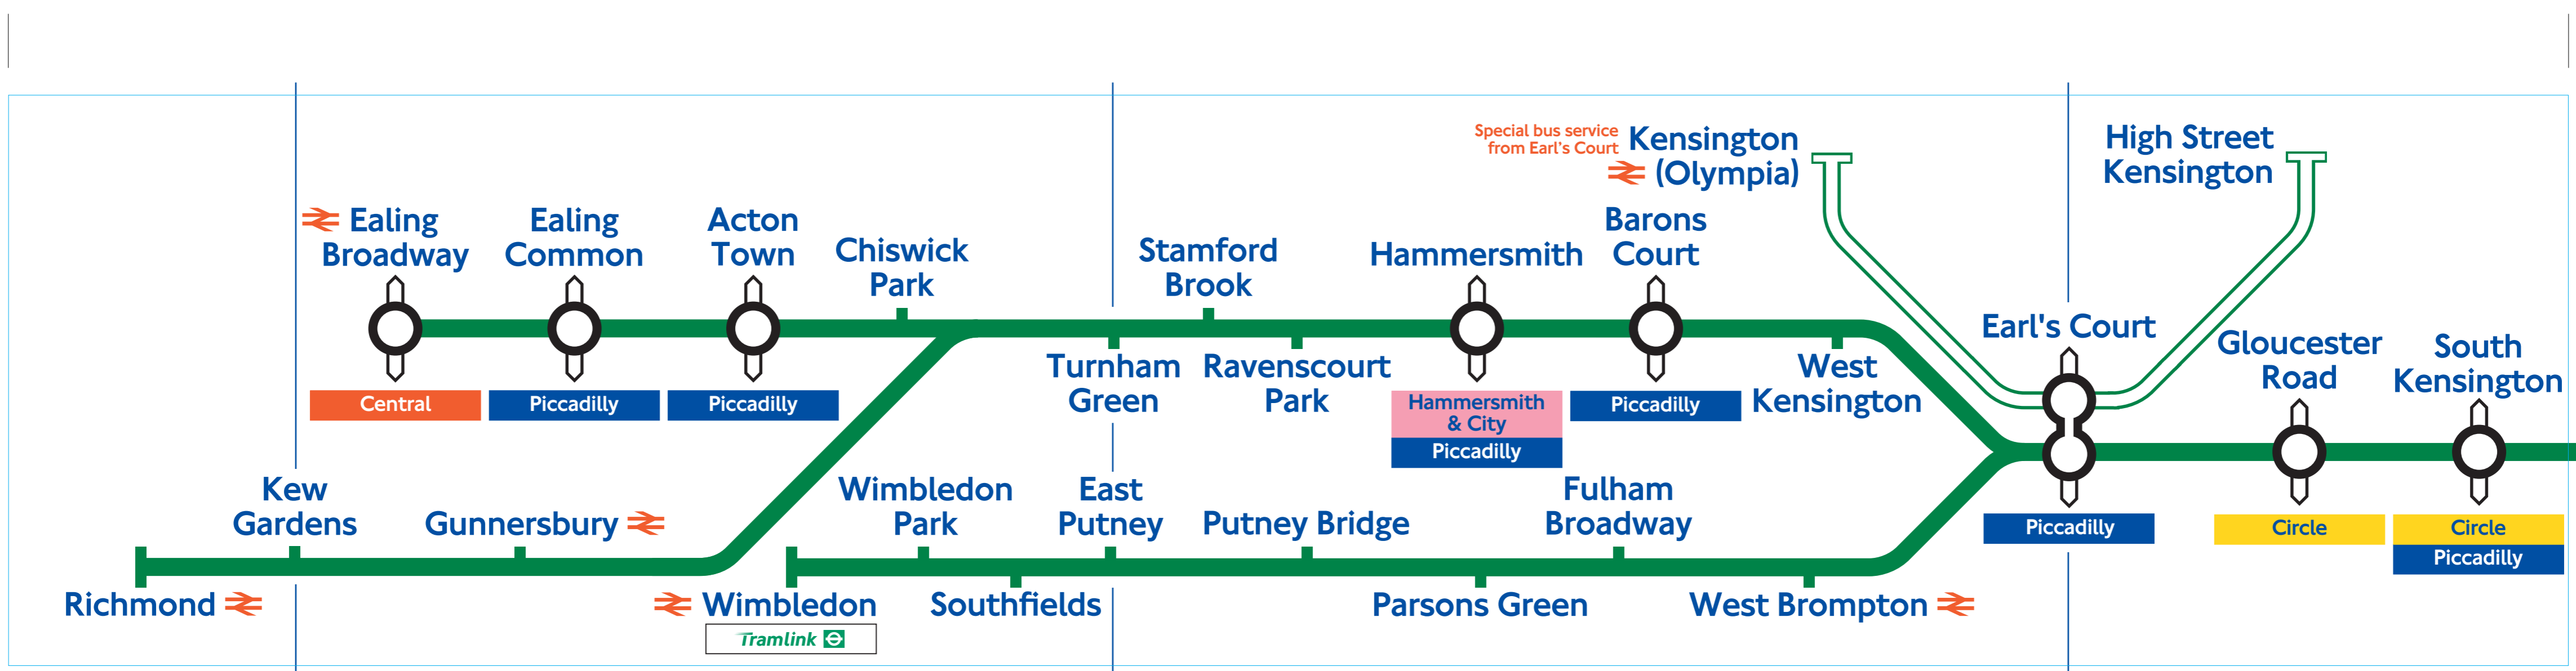 Special bus service
from Earl's Court
Kensington
(Olympia)
High Street
Kensington
Ealing
Broadway
Ealing
Common
Acton
Town
Chiswick
Park
Stamford
Brook
Hammersmith
Barons
Court
Earl's Court
Gloucester
Road
South
Kensington
Turnham
Green
Ravenscourt
Park
West
Kensington
Central
Piccadilly
Piccadilly
Hammersmith
& City
Piccadilly
Piccadilly
Piccadilly
Circle
Circle
Piccadilly
Kew
Gardens
Gunnersbury
Wimbledon
Park
East
Putney
Putney Bridge
Fulham
Broadway
Richmond
Wimbledon
Tramlink
Southfields
Parsons Green
West Brompton